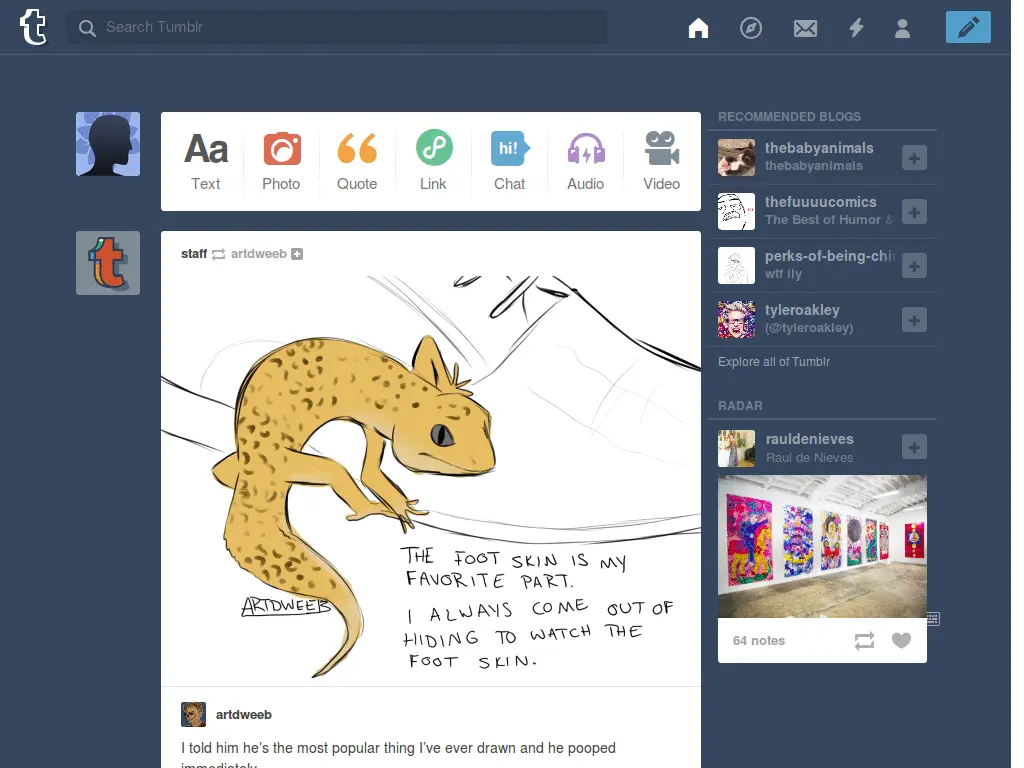 t
Search Tumblr
Aa
Text
Photo
Quote
Link
hi!
Chat
Audio
Video
staff artdweeb
t
THE FOOT SKIN IS MY
FAVORITE PART.
I ALWAYS COME OUT OF
HIDING TO WATCH THE
FOOT SKIN.
ARTDWEEB
artdweeb
I told him he’s the most popular thing I’ve ever drawn and he pooped
immediately
RECOMMENDED BLOGS
thebabyanimals
thebabyanimals
thefuuuucomics
The Best of Humor &
perks-of-being-chi
wtf ily
tyleroakley
(@tyleroakley)
Explore all of Tumblr
RADAR
rauldenieves
Raul de Nieves
64 notes